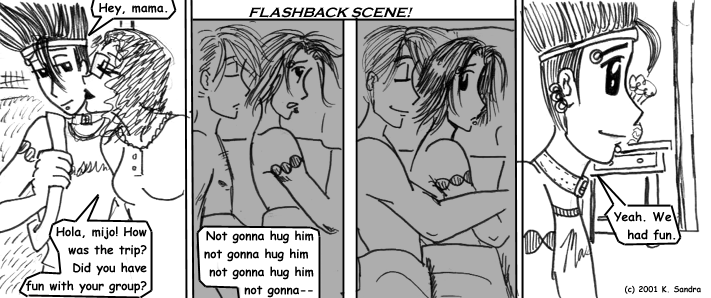 Hey, mama.
Hola, mijo! How
was the trip?
Did you have
fun with your group?
FLASHBACK SCENE!
Not gonna hug him
not gonna hug him
not gonna hug him
not gonna--
Yeah. We
had fun.
(c) 2001 K. Sandra